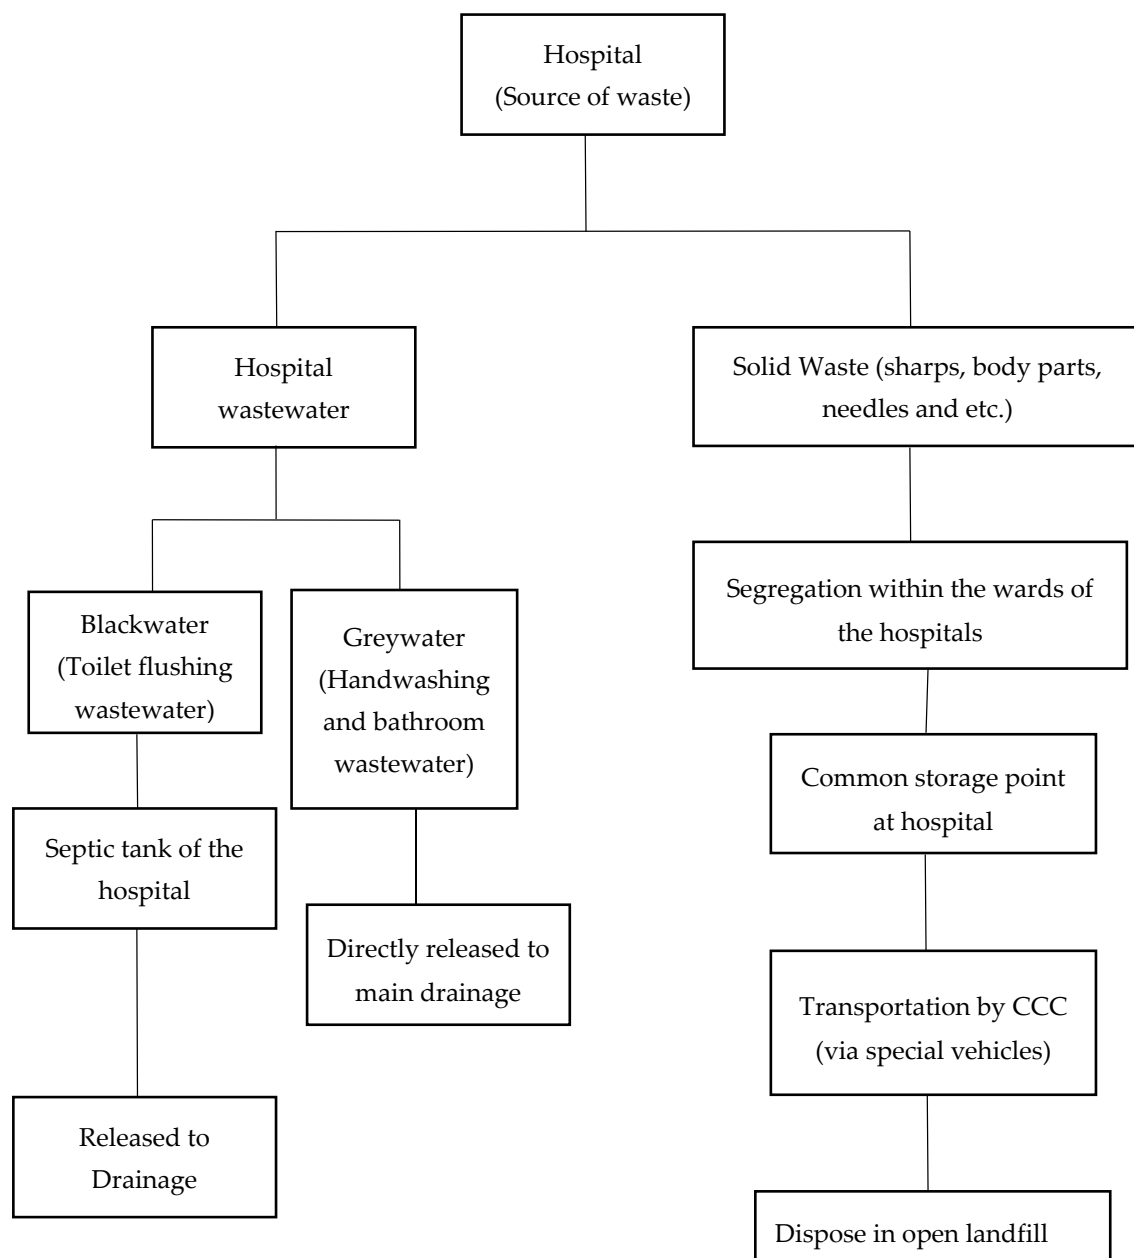 Hospital
(Source of waste)
Hospital
wastewater
Solid Waste (sharps, body parts,
needles and etc.)
Blackwater
(Toilet flushing
wastewater)
Greywater
(Handwashing
and bathroom
wastewater)
Segregation within the wards of
the hospitals
Septic tank of the
hospital
Common storage point
at hospital
Directly released to
main drainage
Transportation by CCC
(via special vehicles)
Released to
Drainage
Dispose in open landfill